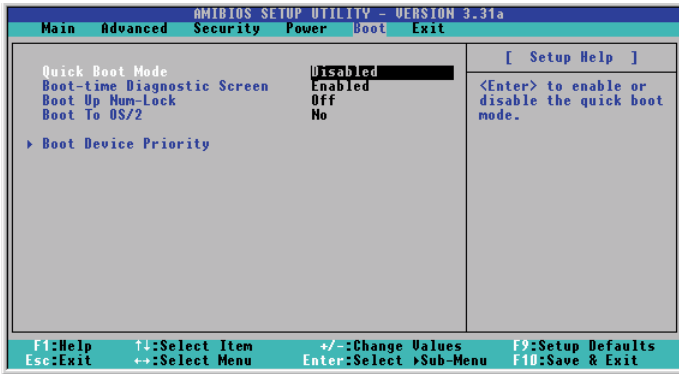 AMIBIOS SETUP UTILITY - VERSION 3.31a
Main Advanced Security Power Boot Exit
[ Setup Help ]
Quick Boot Mode Disabled
Boot-time Diagnostic Screen Enabled
Boot Up Num-Lock Off
Boot To OS/2 No
▸ Boot Device Priority
<Enter> to enable or
disable the quick boot
mode.
F1:Help ↑↓:Select Item +/-:Change Values F9:Setup Defaults
Esc:Exit ←→:Select Menu Enter:Select ▸Sub-Menu F10:Save & Exit